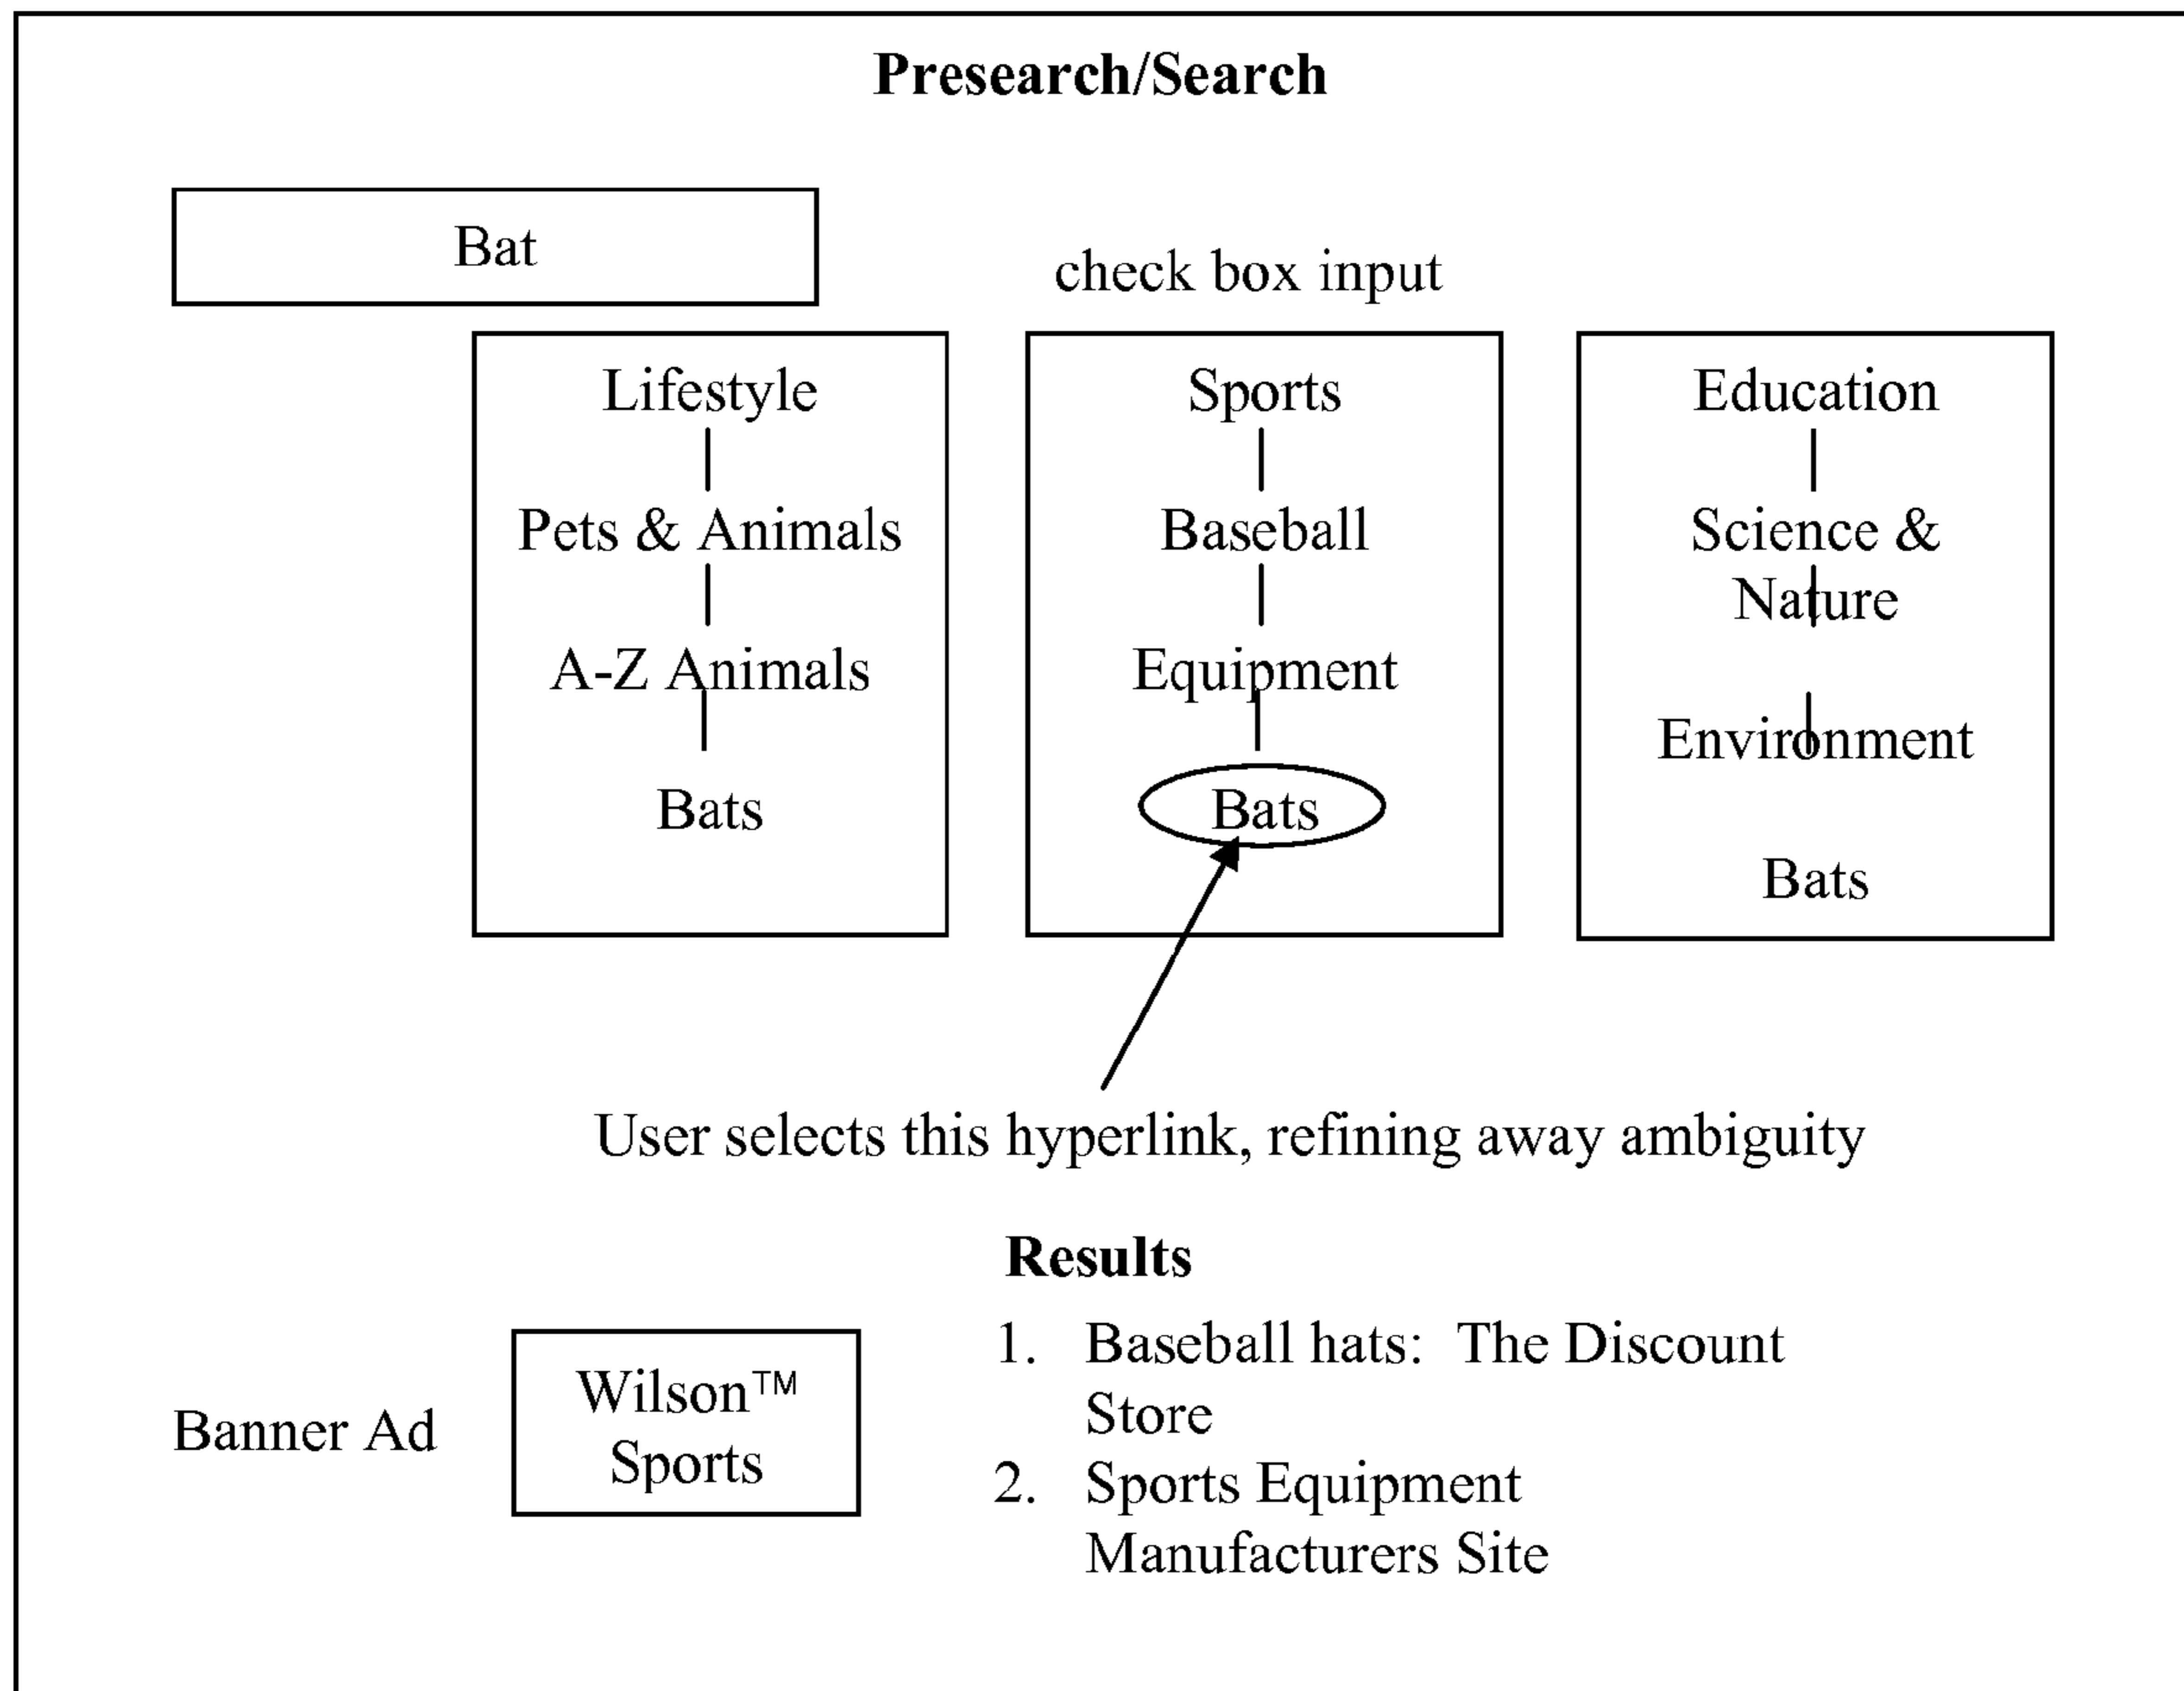 Presearch/Search
Bat
check box input
Lifestyle
Pets & Animals
A-Z Animals
Bats
Sports
Baseball
Equipment
Bats
Education
Science &
Nature
Environment
Bats
User selects this hyperlink, refining away ambiguity
Results
Banner Ad
Wilson™
Sports
1. Baseball hats: The Discount
Store
2. Sports Equipment
Manufacturers Site